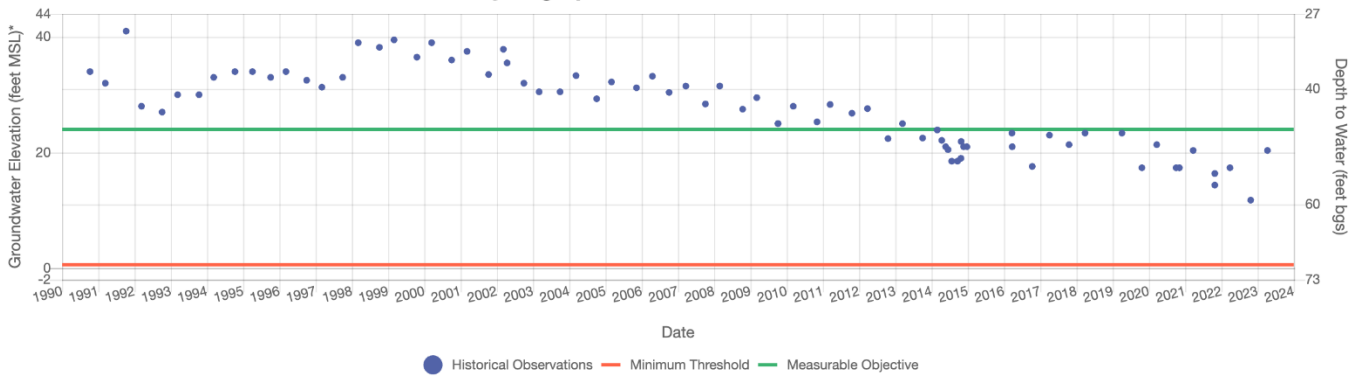 Groundwater Elevation (feet MSL)*
44
40
20
0
-2
27
40
60
73
Depth to Water (feet bgs)
1990 1991 1992 1993 1994 1995 1996 1997 1998 1999 2000 2001 2002 2003 2004 2005 2006 2007 2008 2009 2010 2011 2012 2013 2014 2015 2016 2017 2018 2019 2020 2021 2022 2023 2024
Date
Historical Observations Minimum Threshold Measurable Objective